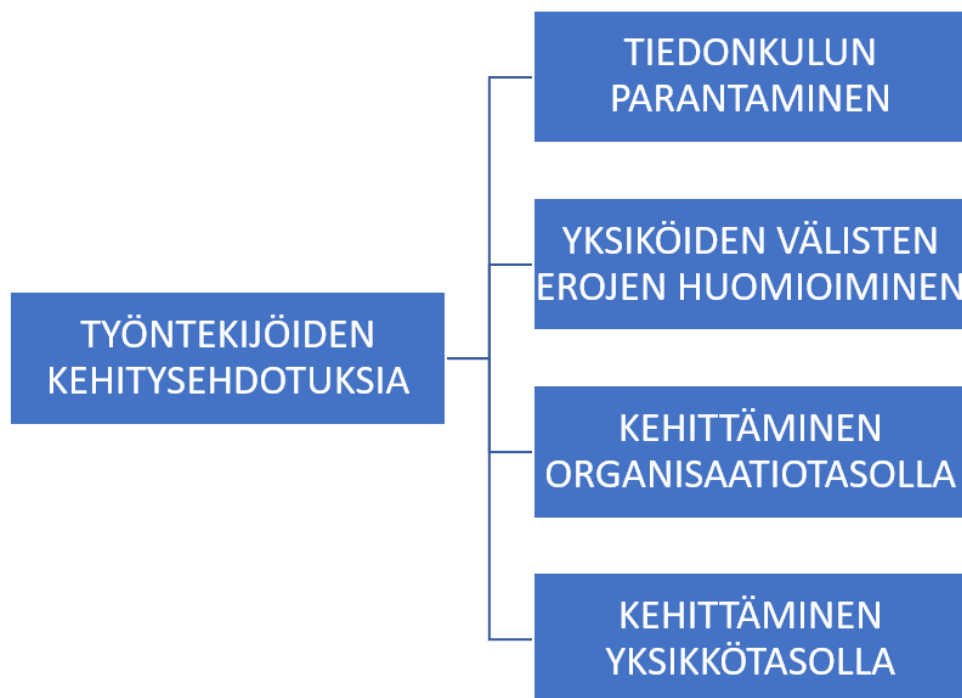 TIEDONKULUN
PARANTAMINEN
YKSIKÖIDEN VÄLISTEN
EROJEN HUOMIOIMINEN
TYÖNTEKIJÖIDEN
KEHITYSEHDOTUKSIA
KEHITTÄMINEN
ORGANISAATIOTASOLLA
KEHITTÄMINEN
YKSIKKÖTASOLLA